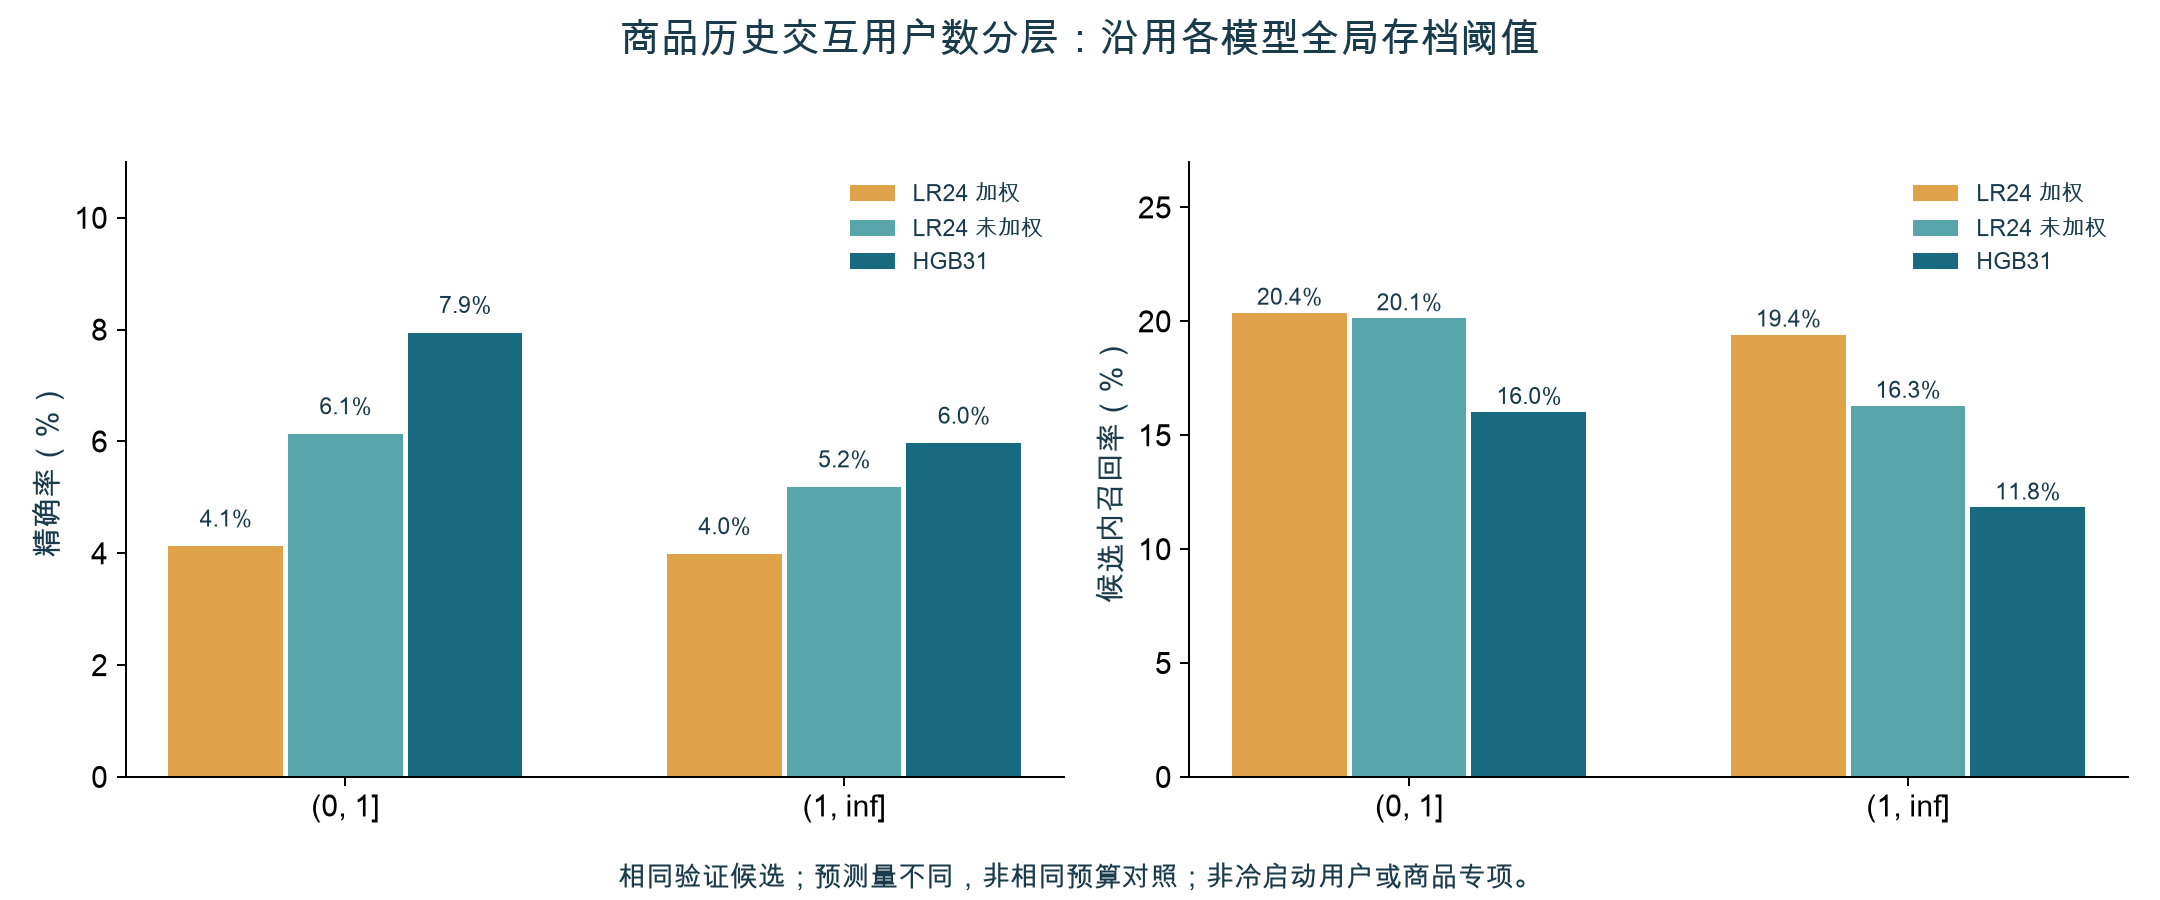 商品历史交互用户数分层：沿用各模型全局存档阈值
精确率（%）
10
8
6
4
2
0
LR24 加权
LR24 未加权
HGB31
4.1%
6.1%
7.9%
4.0%
5.2%
6.0%
(0, 1]
(1, inf]
候选内召回率（%）
25
20
15
10
5
0
LR24 加权
LR24 未加权
HGB31
20.4%
20.1%
16.0%
19.4%
16.3%
11.8%
(0, 1]
(1, inf]
相同验证候选；预测量不同，非相同预算对照；非冷启动用户或商品专项。